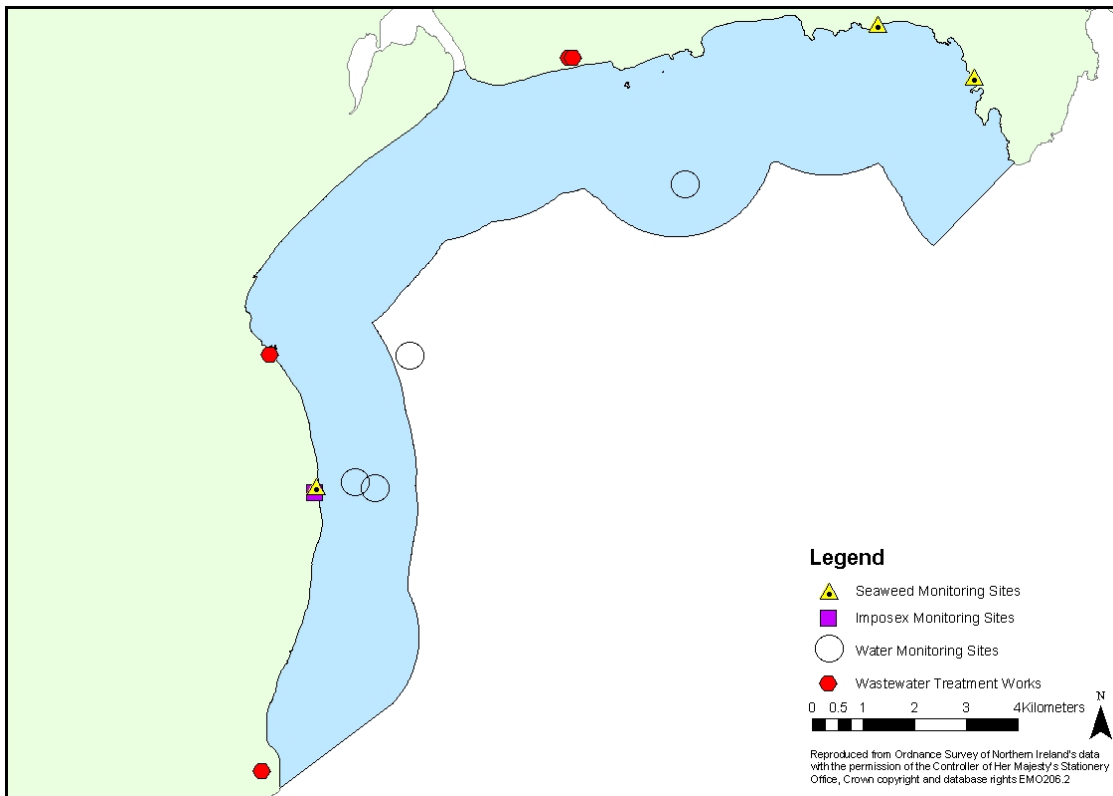 Legend
Seaweed Monitoring Sites
Imposex Monitoring Sites
Water Monitoring Sites
Wastewater Treatment Works
0 0.5 1 2 3 4Kilometers
N
Reproduced from Ordnance Survey of Northern Ireland's data
with the permission of the Controller of Her Majesty's Stationery
Office, Crown copyright and database rights EMO206.2